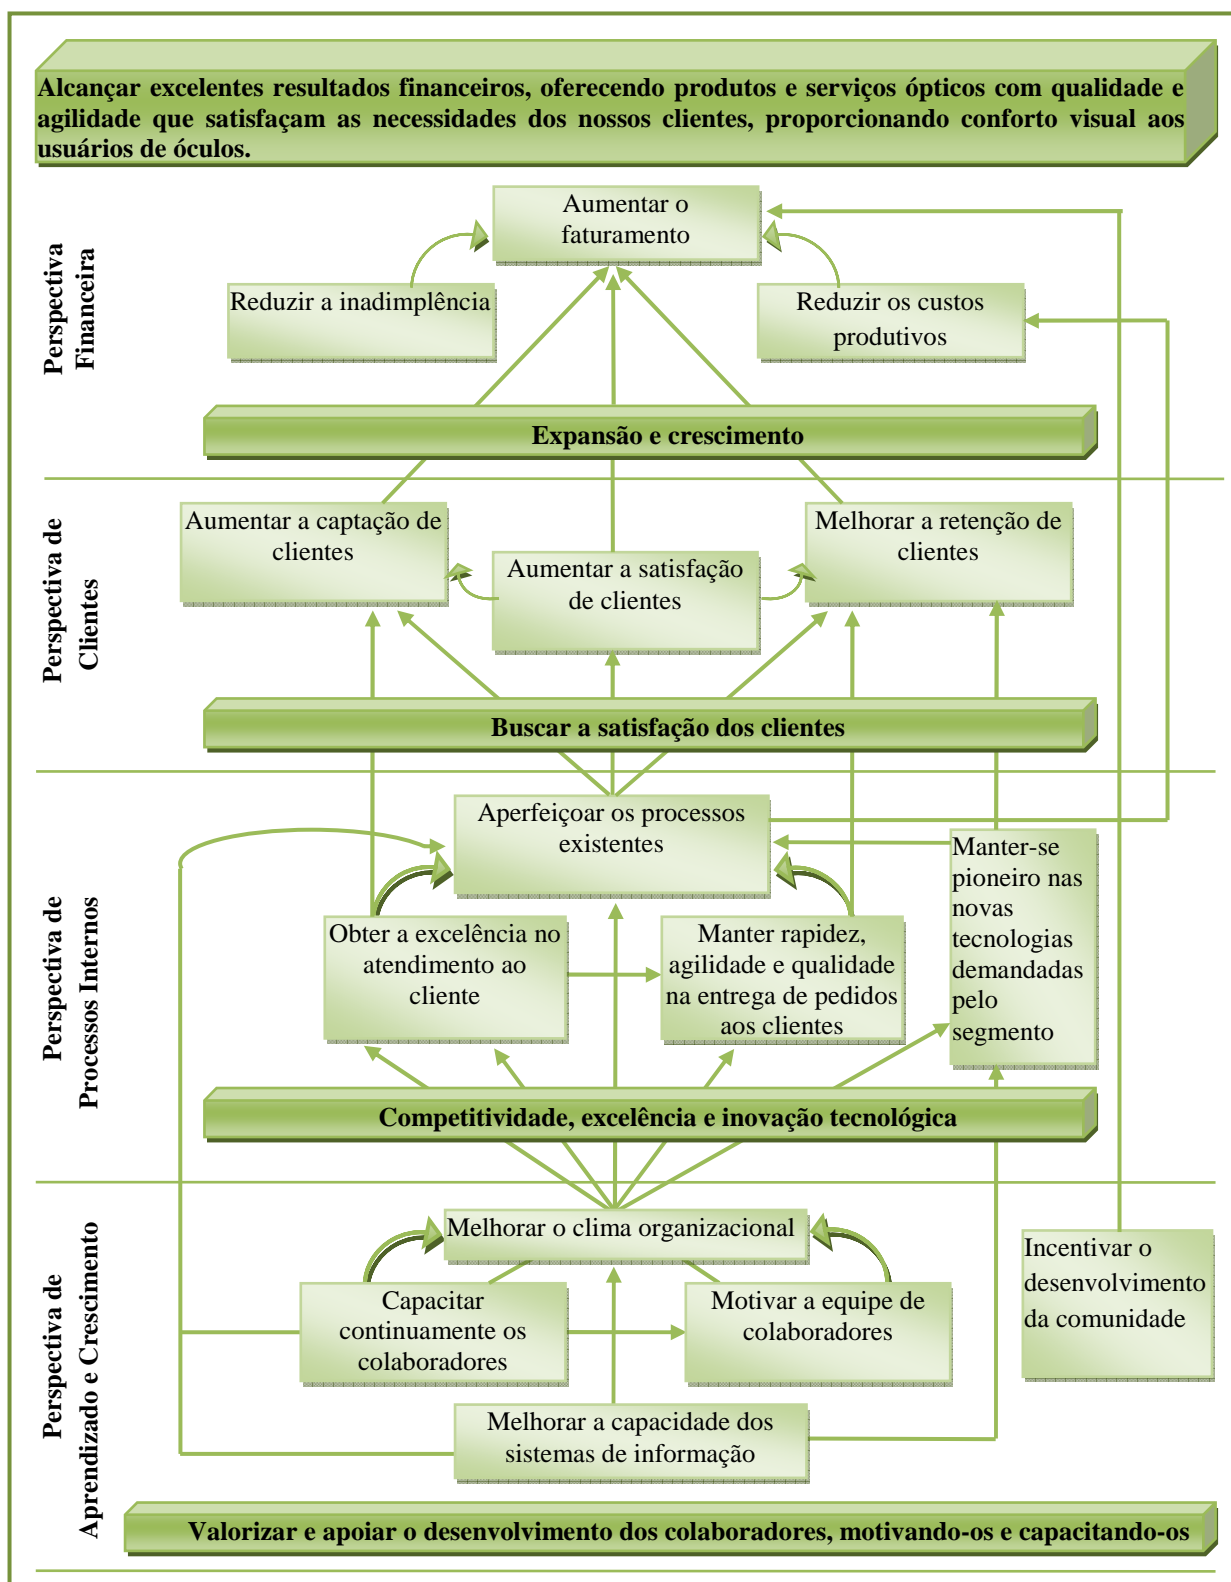 Alcançar excelentes resultados financeiros, oferecendo produtos e serviços ópticos com qualidade e
agilidade que satisfaçam as necessidades dos nossos clientes, proporcionando conforto visual aos
usuários de óculos.
Perspectiva
Financeira
Aumentar o
faturamento
Reduzir a inadimplência
Reduzir os custos
produtivos
Expansão e crescimento
Perspectiva de
Clientes
Aumentar a captação de
clientes
Aumentar a satisfação
de clientes
Melhorar a retenção de
clientes
Buscar a satisfação dos clientes
Perspectiva de
Processos Internos
Aperfeiçoar os processos
existentes
Obter a excelência no
atendimento ao
cliente
Manter rapidez,
agilidade e qualidade
na entrega de pedidos
aos clientes
Manter-se
pioneiro nas
novas
tecnologias
demandadas
pelo
segmento
Competitividade, excelência e inovação tecnológica
Perspectiva de
Aprendizado e Crescimento
Melhorar o clima organizacional
Capacitar
continuamente os
colaboradores
Motivar a equipe de
colaboradores
Incentivar o
desenvolvimento
da comunidade
Melhorar a capacidade dos
sistemas de informação
Valorizar e apoiar o desenvolvimento dos colaboradores, motivando-os e capacitando-os